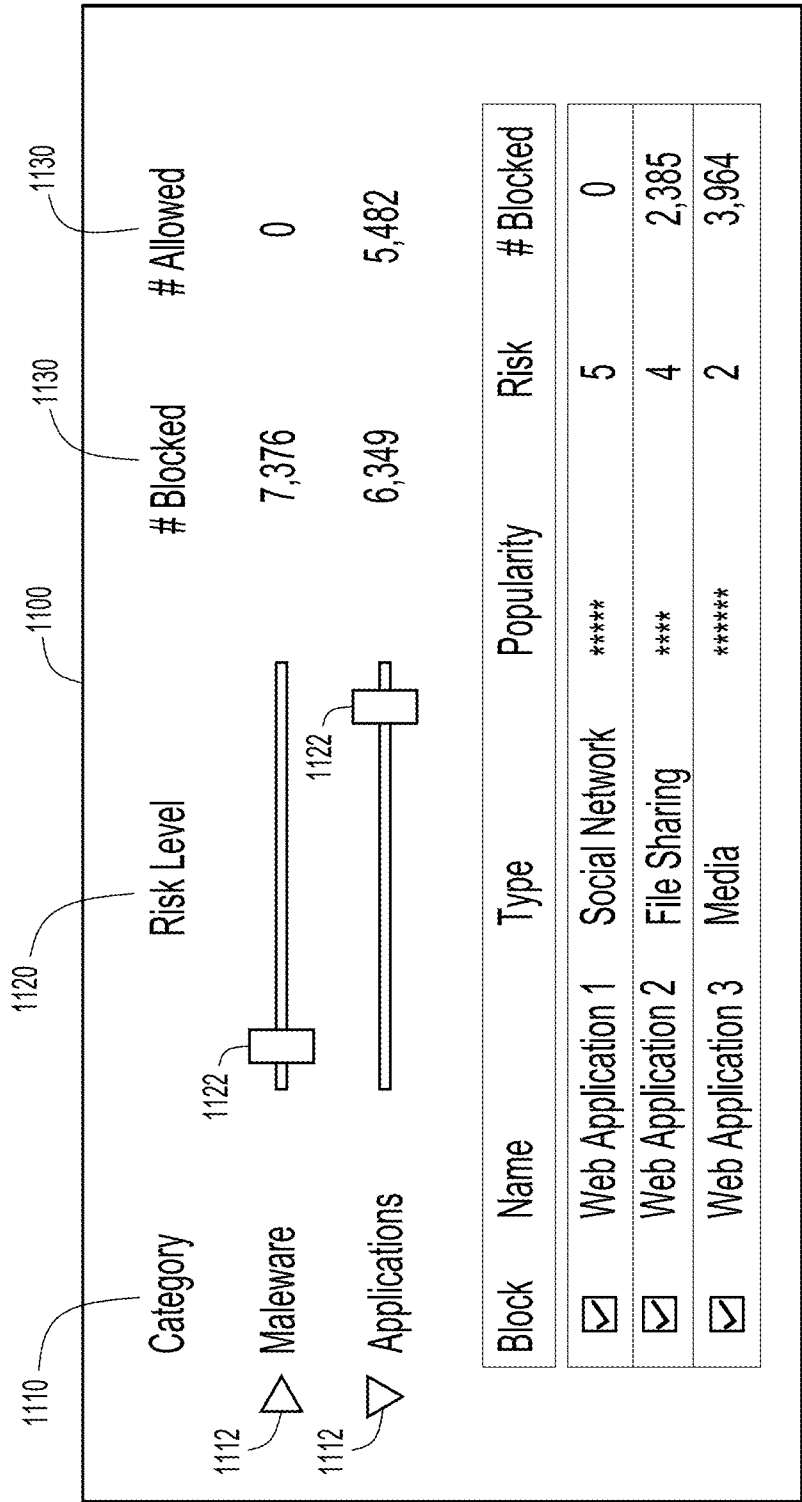 1110
1120
1100
1130
1130
Category
Risk Level
# Blocked
# Allowed
1112
Maleware
1122
7,376
0
1112
Applications
1122
6,349
5,482
Block Name Type Popularity Risk # Blocked
Web Application 1 Social Network ***** 5 0
Web Application 2 File Sharing **** 4 2,385
Web Application 3 Media ****** 2 3,964